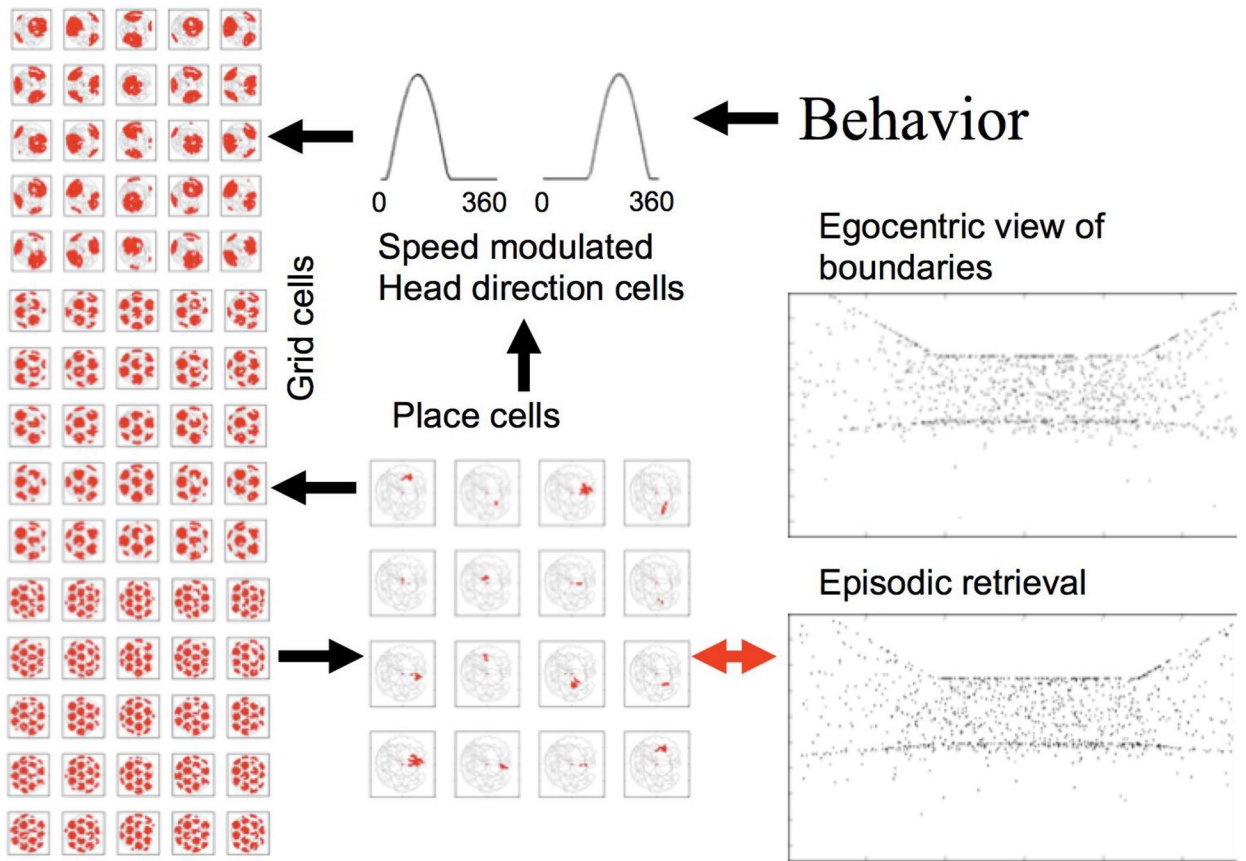 Behavior
0 360 0 360
Speed modulated
Head direction cells
Grid cells
Place cells
Egocentric view of
boundaries
Episodic retrieval